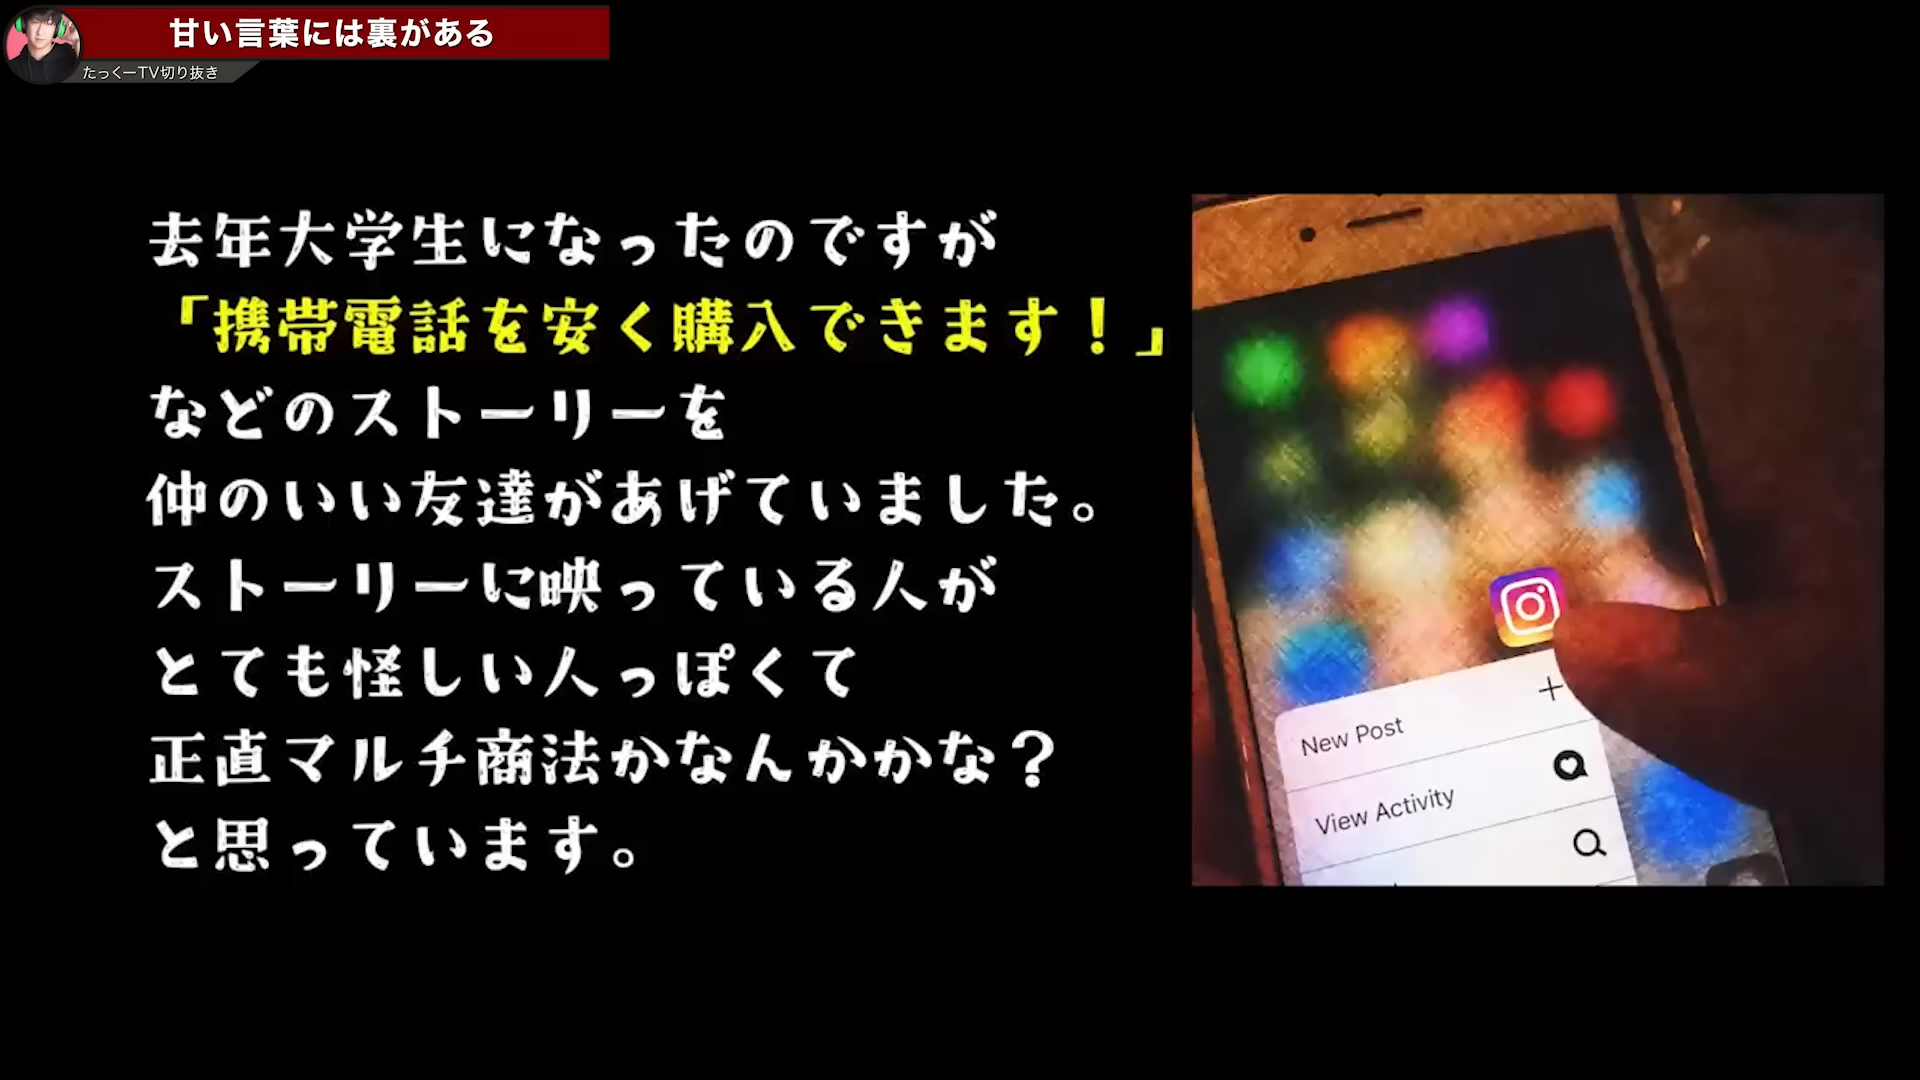 甘い言葉には裏がある
たっくーTV切り抜き
去年大学生になったのですが
「携帯電話を安く購入できます！」
などのストーリーを
仲のいい友達があげていました。
ストーリーに映っている人が
とても怪しい人っぽくて
正直マルチ商法かなんかかな？
と思っています。
New Post
View Activity